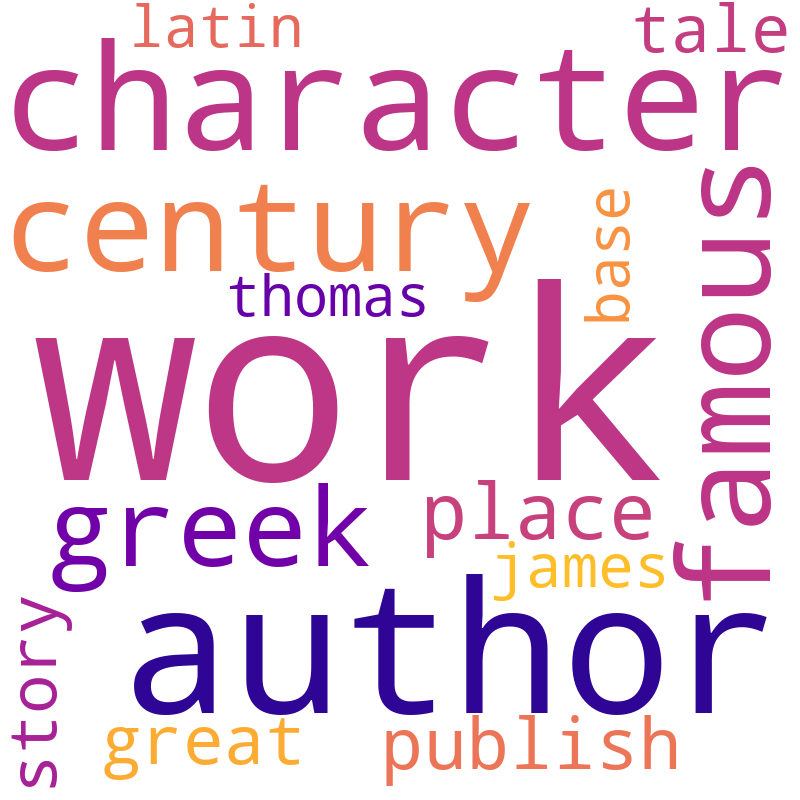 latin
tale
character
century
base
famous
thomas
work
greek
place
james
story
author
great
publish